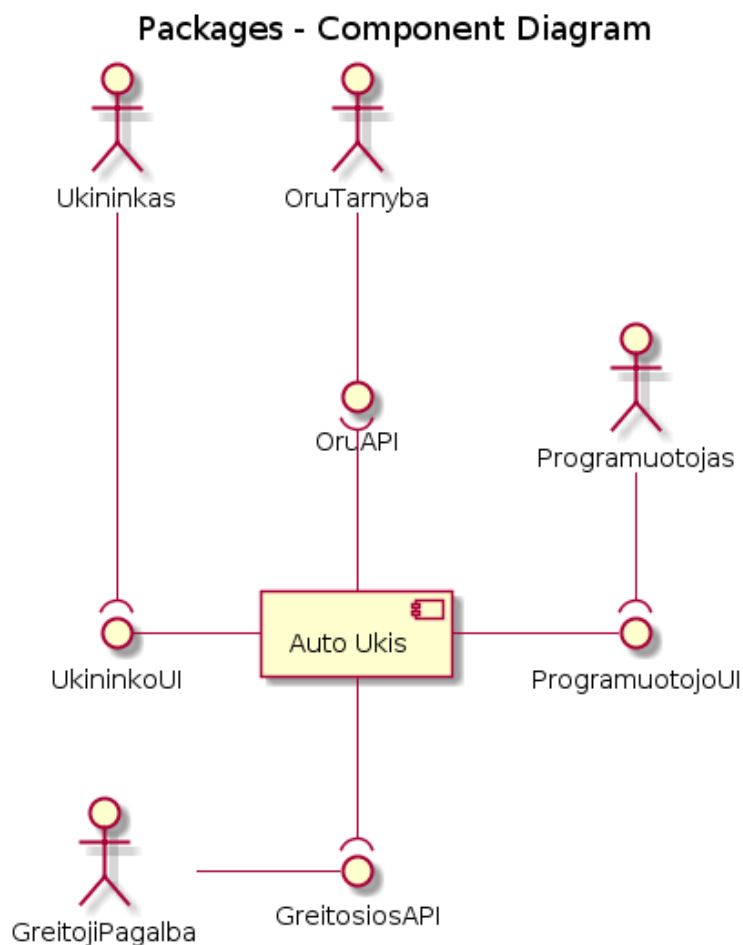 Packages - Component Diagram
Ukininkas
OruTarnyba
OruAPI
Programuotojas
Auto Ukis
UkininkoUI
ProgramuotojoUI
GreitojiPagalba
GreitosiosAPI